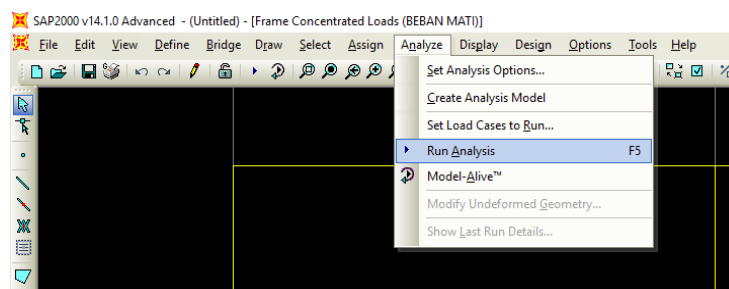 SAP2000 v14.1.0 Advanced - (Untitled) - [Frame Concentrated Loads (BEBAN MATI)]
File Edit View Define Bridge Draw Select Assign Analyze Display Design Options Tools Help
Set Analysis Options...
Create Analysis Model
Set Load Cases to Run...
Run Analysis F5
Model-Alive™
Modify Undeformed Geometry...
Show Last Run Details...